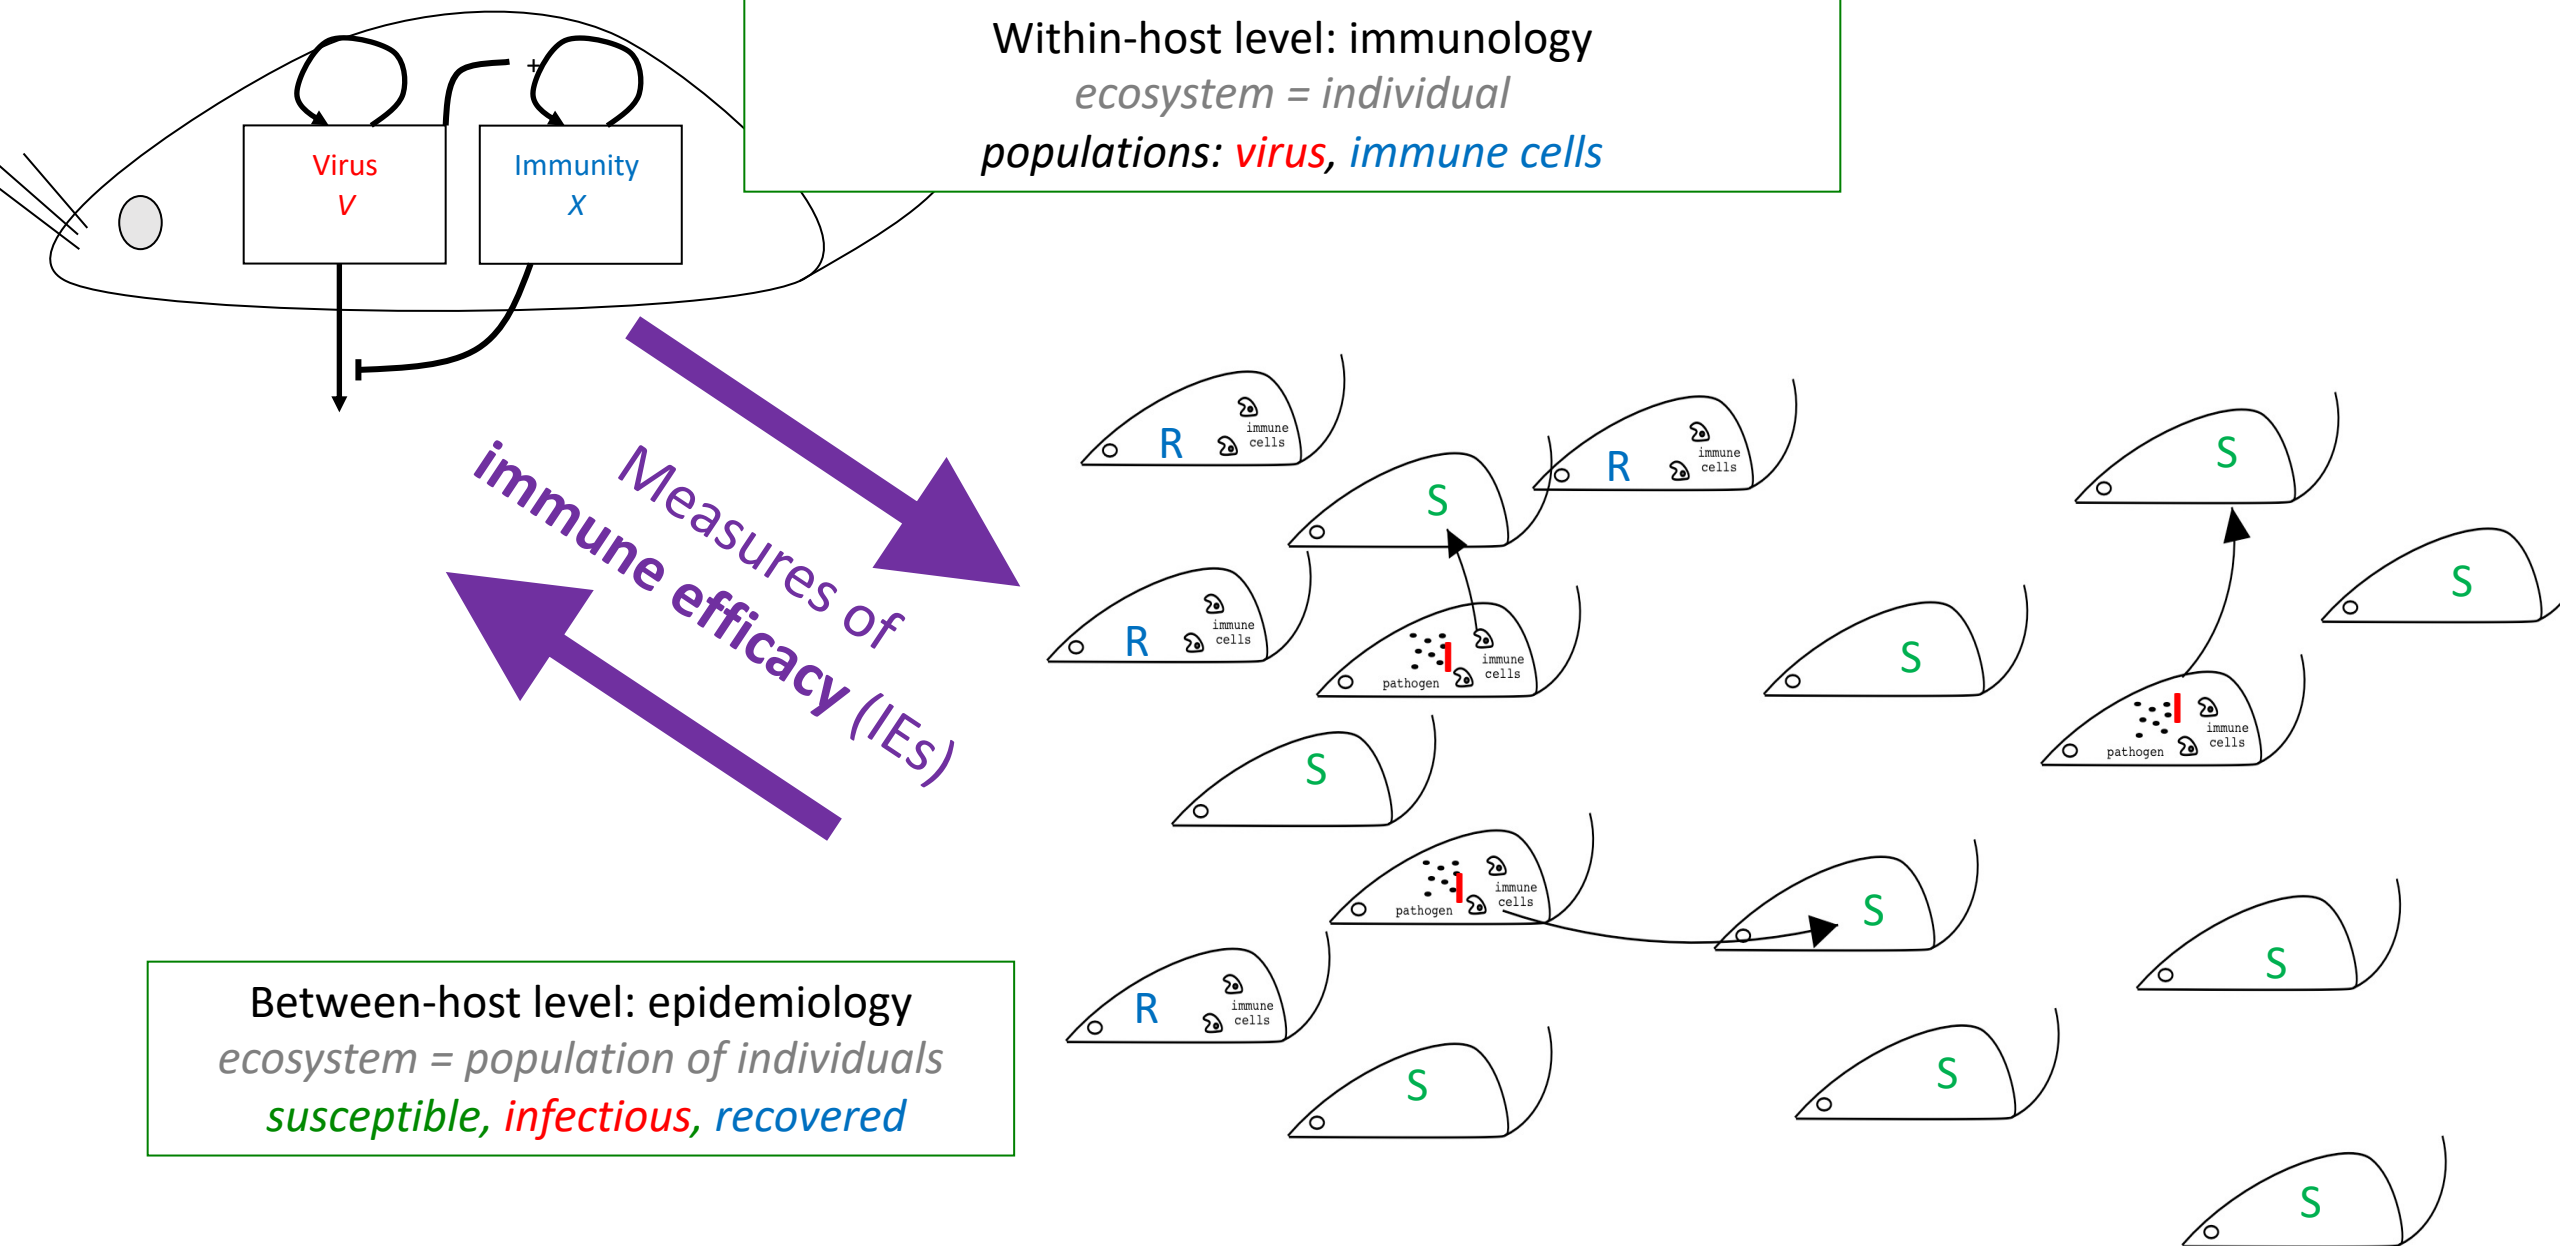 Within-host level: immunology
ecosystem = individual
populations: virus, immune cells
+
Virus
V
Immunity
X
Measures of
immune efficacy (IEs)
R
immune
cells
R
immune
cells
S
S
S
R
immune
cells
I
pathogen
immune
cells
S
I
pathogen
immune
cells
S
I
pathogen
immune
cells
S
S
R
immune
cells
S
S
S
Between-host level: epidemiology
ecosystem = population of individuals
susceptible, infectious, recovered